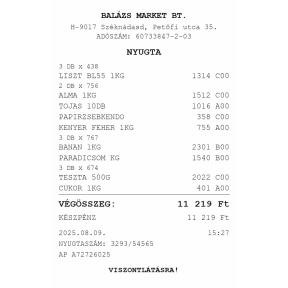 BALÁZS MARKET BT.
H-9017 Széknádasd, Petőfi utca 35.
ADÓSZÁM: 60733847-2-03
NYUGTA
3 DB x 438
LISZT BL55 1KG 1314 C00
2 DB x 756
ALMA 1KG 1512 C00
TOJAS 10DB 1016 A00
PAPIRZSEBKENDO 358 C00
KENYER FEHER 1KG 755 A00
3 DB x 767
BANAN 1KG 2301 B00
PARADICSOM KG 1540 B00
3 DB x 674
TESZTA 500G 2022 C00
CUKOR 1KG 401 A00
VÉGÖSSZEG: 11 219 Ft
KÉSZPÉNZ 11 219 Ft
2025.08.09. 15:27
NYUGTASZÁM: 3293/54565
AP A72726025
VISZONTLÁTÁSRA!